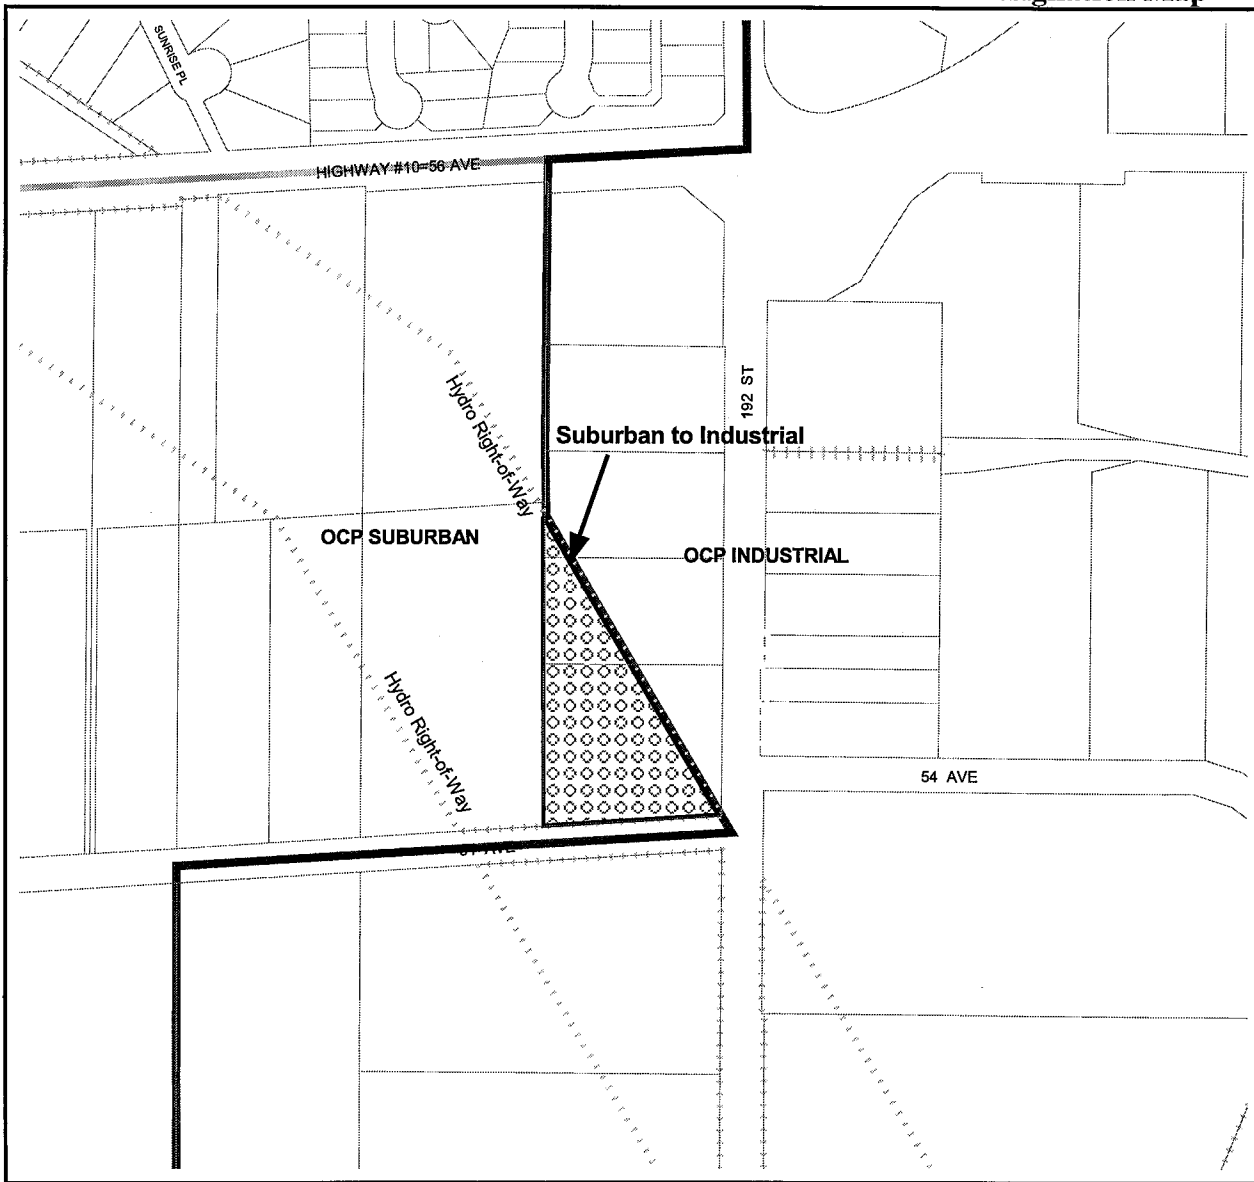 SUNRISE PL
HIGHWAY #10=56 AVE
192 ST
Hydro Right-of-Way
Suburban to Industrial
OCP SUBURBAN
OCP INDUSTRIAL
Hydro Right-of-Way
54 AVE
AVE